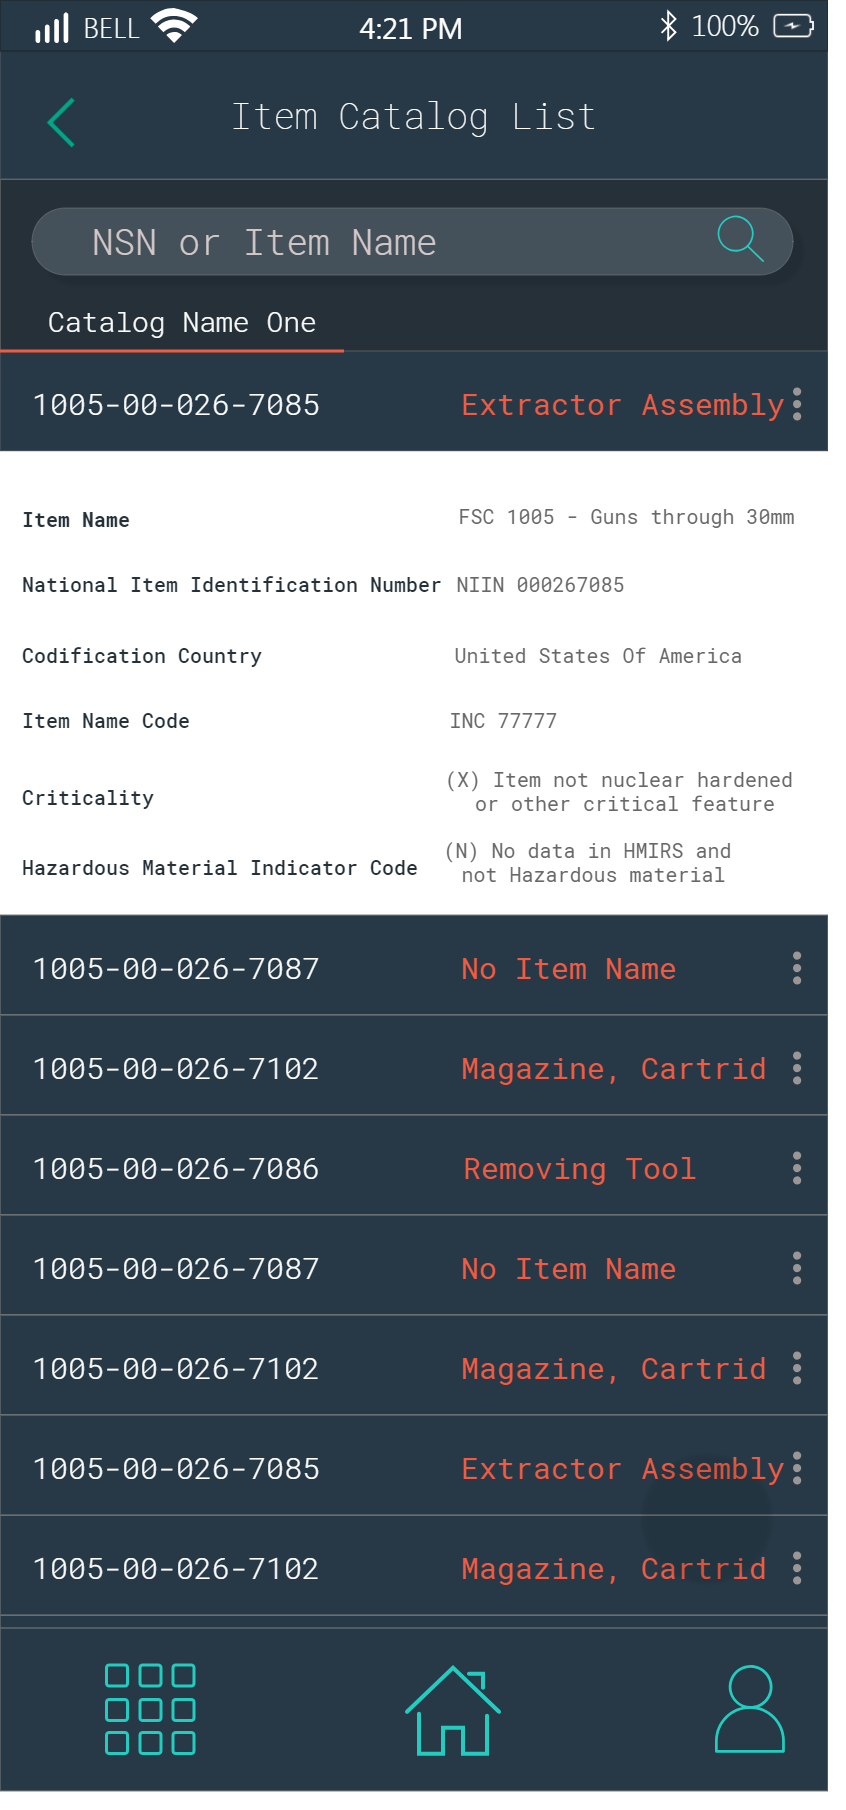 BELL 4:21 PM 100%
Item Catalog List
NSN or Item Name
Catalog Name One
1005-00-026-7085 Extractor Assembly
Item Name FSC 1005 - Guns through 30mm
National Item Identification Number NIIN 000267085
Codification Country United States Of America
Item Name Code INC 77777
Criticality (X) Item not nuclear hardened
or other critical feature
Hazardous Material Indicator Code (N) No data in HMIRS and
not Hazardous material
1005-00-026-7087 No Item Name
1005-00-026-7102 Magazine, Cartrid
1005-00-026-7086 Removing Tool
1005-00-026-7087 No Item Name
1005-00-026-7102 Magazine, Cartrid
1005-00-026-7085 Extractor Assembly
1005-00-026-7102 Magazine, Cartrid